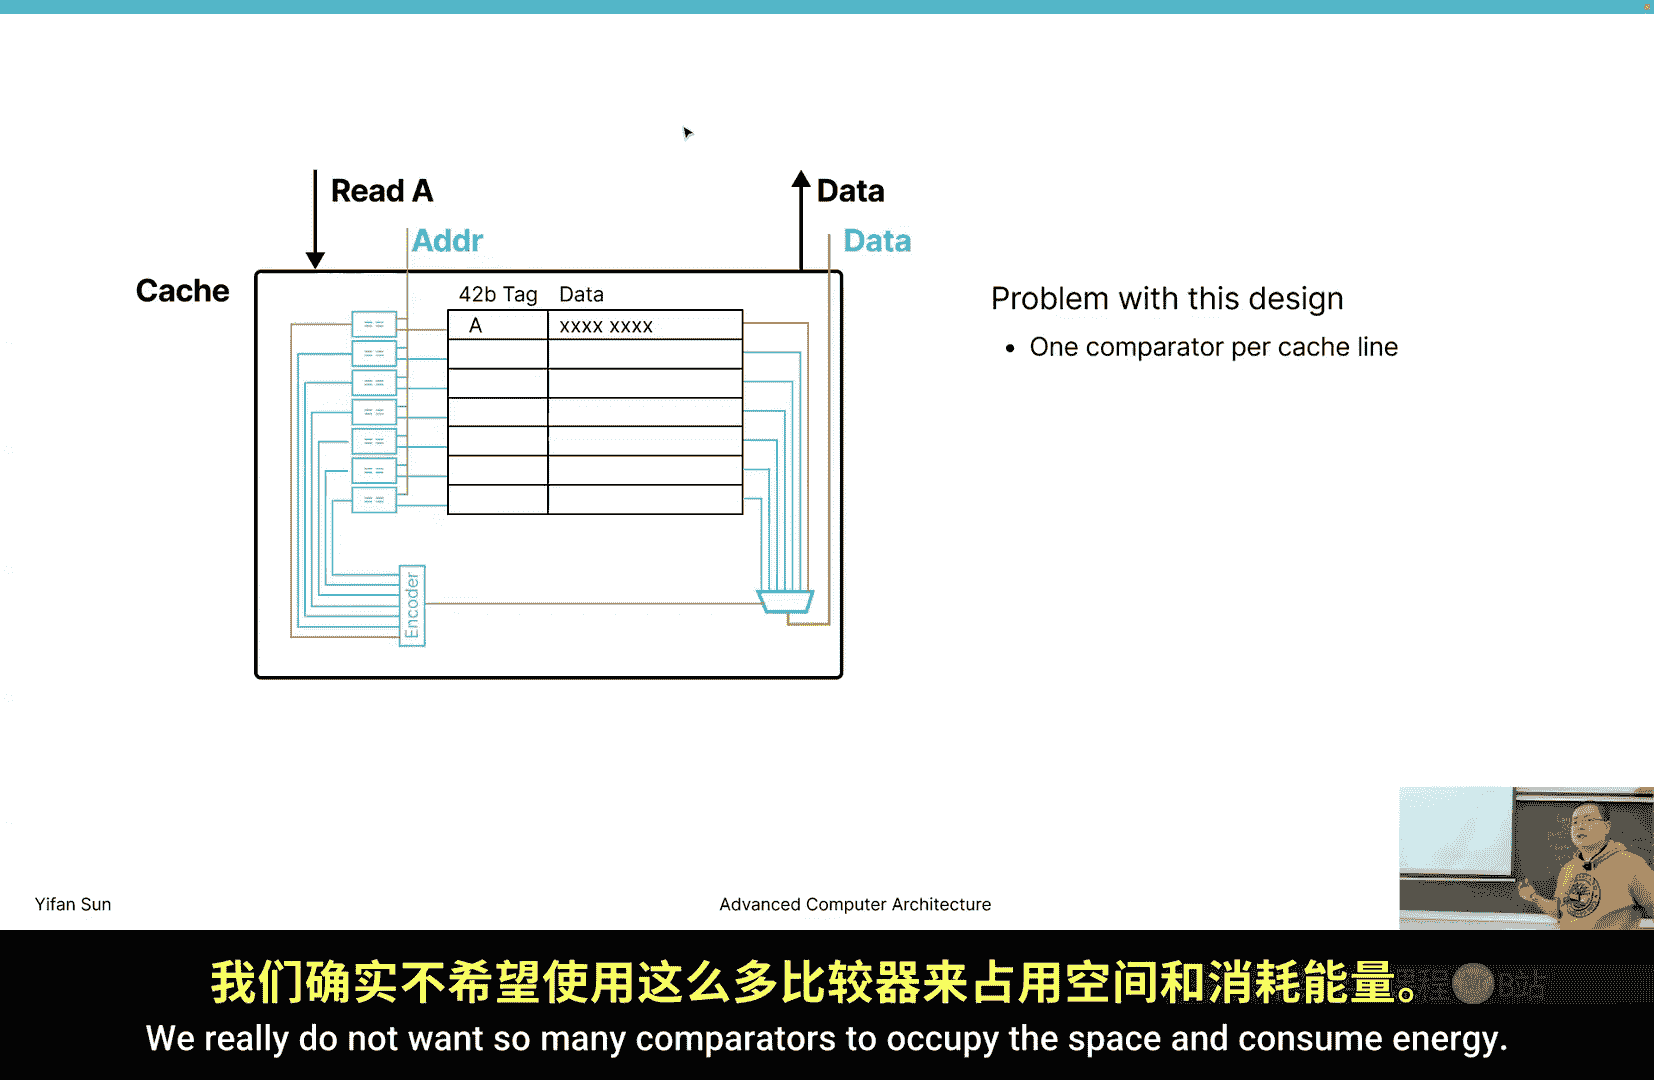 Read A
Data
Addr
Data
Cache
42b Tag
Data
A
xxxx xxxx
==
==
==
==
==
==
==
Encoder
Problem with this design
• One comparator per cache line
Yifan Sun
Advanced Computer Architecture
我们确实不希望使用这么多比较器来占用空间和消耗能量。
We really do not want so many comparators to occupy the space and consume energy.